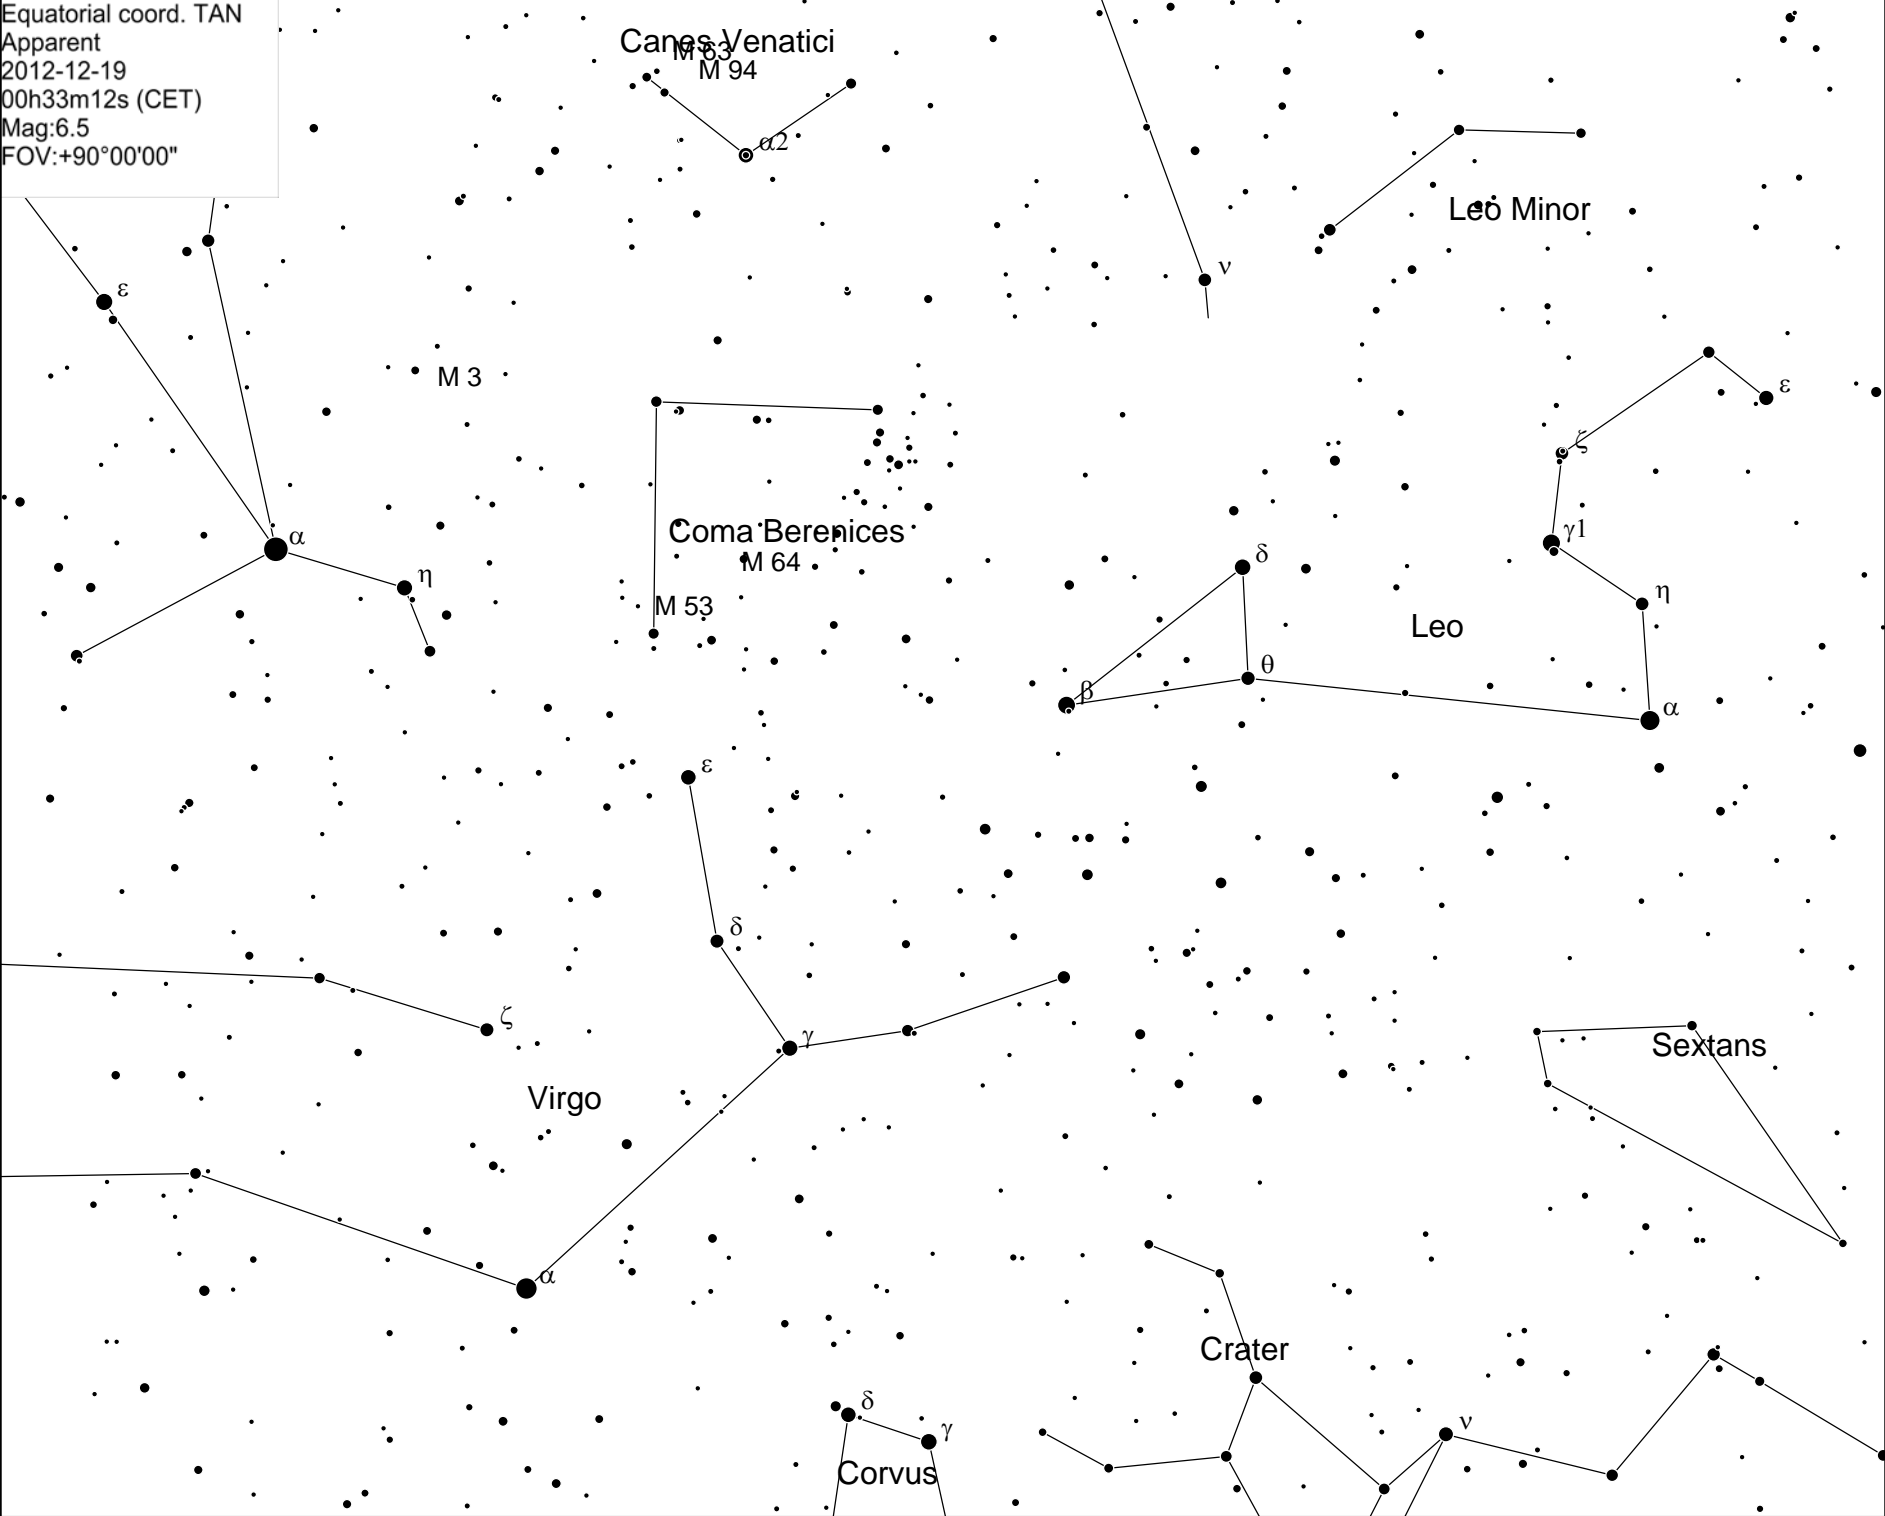 Equatorial coord. TAN
Apparent
2012-12-19
00h33m12s (CET)
Mag:6.5
FOV:+90°00'00"
Canes Venatici
M 63
M 94
α2
Leo Minor
ν
ε
M 3
ε
ζ
α
Coma Berenices
γ1
δ
M 64
η
η
M 53
Leo
θ
β
α
ε
δ
ζ
γ
Sextans
Virgo
α
Crater
δ
γ
ν
Corvus